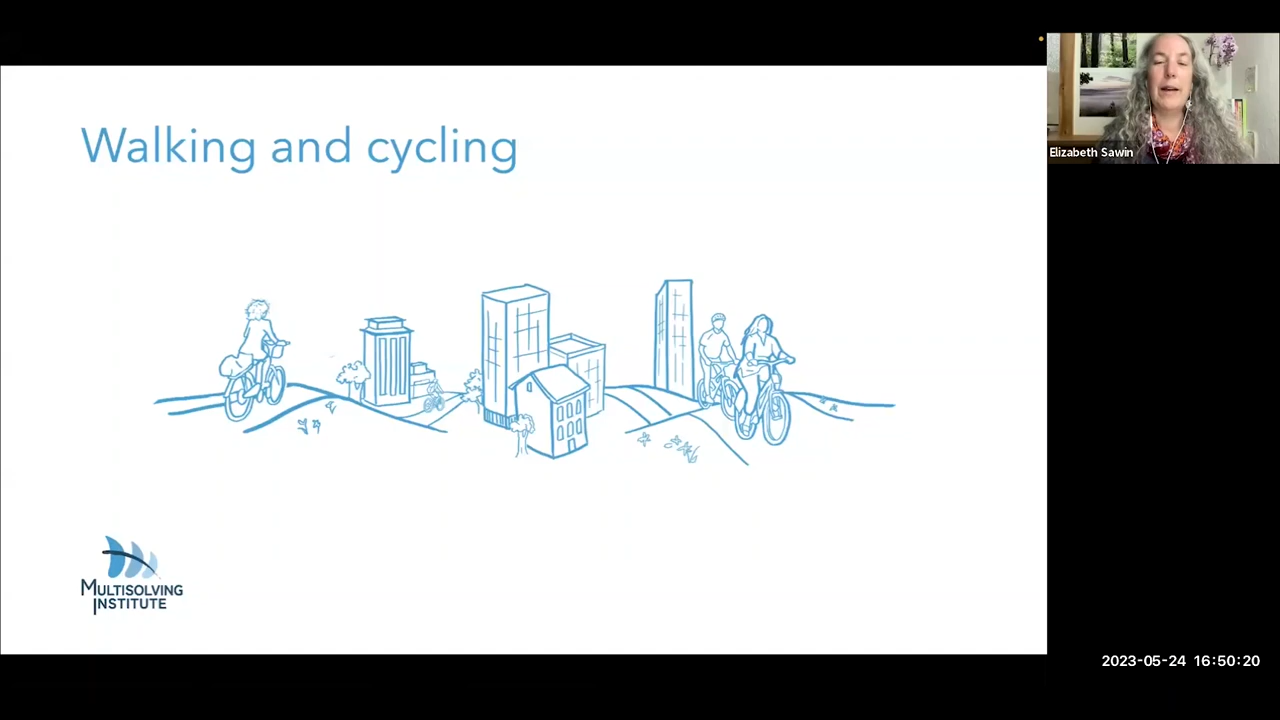 Walking and cycling
Elizabeth Sawin
MULTISOLVING
INSTITUTE
2023-05-24 16:50:20